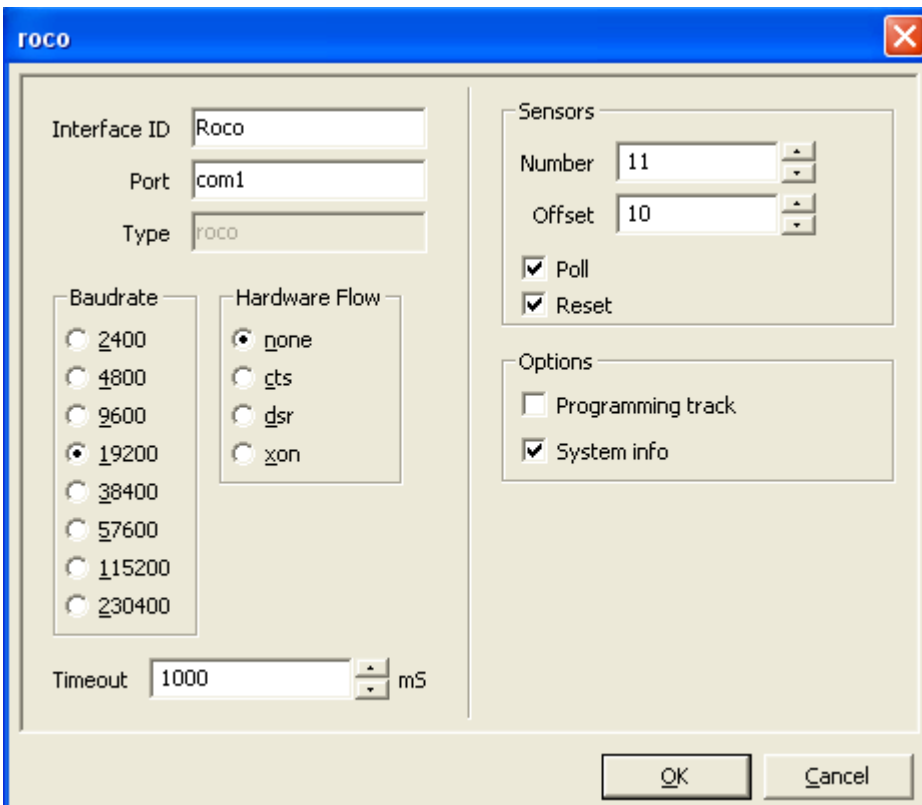 roco
Interface ID Roco
Port com1
Type roco
Baudrate
2400
4800
9600
19200
38400
57600
115200
230400
Hardware Flow
none
cts
dsr
xon
Timeout 1000 mS
Sensors
Number 11
Offset 10
Poll
Reset
Options
Programming track
System info
OK Cancel